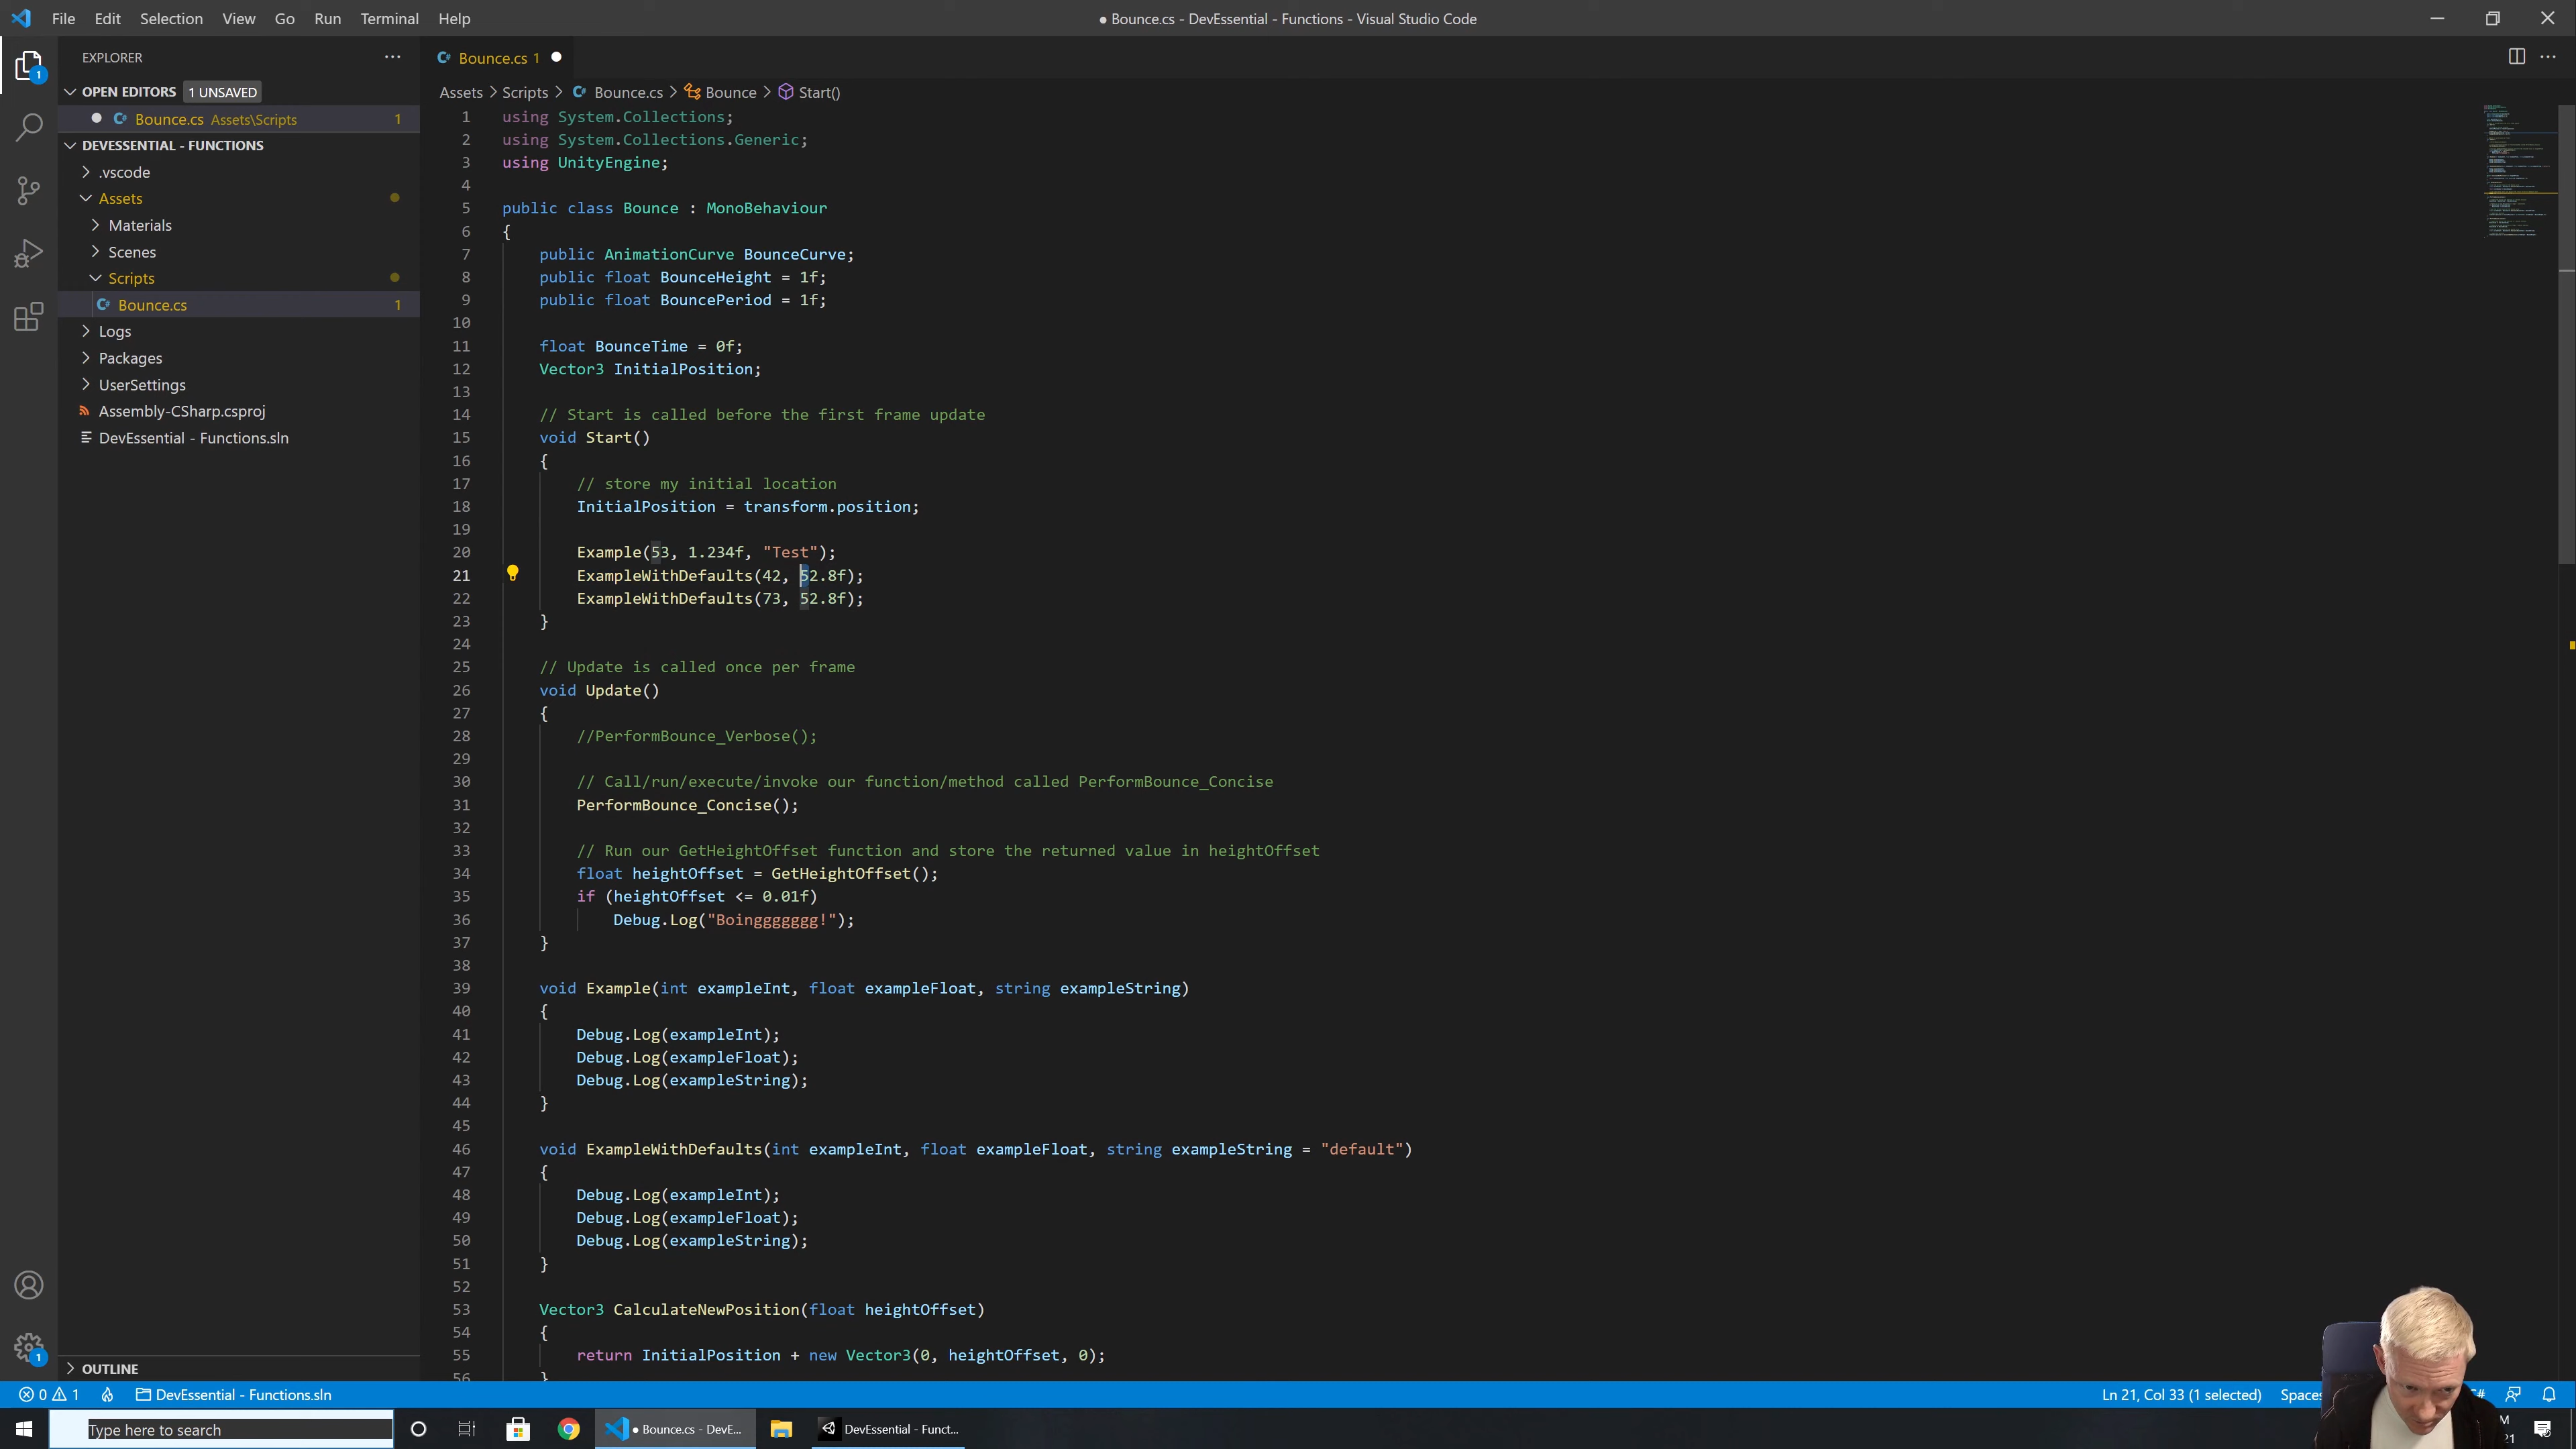 File Edit Selection View Go Run Terminal Help
● Bounce.cs - DevEssential - Functions - Visual Studio Code
EXPLORER
OPEN EDITORS 1 UNSAVED
Bounce.cs Assets\Scripts 1
DEVESSENTIAL - FUNCTIONS
.vscode
Assets
Materials
Scenes
Scripts
Bounce.cs 1
Logs
Packages
UserSettings
Assembly-CSharp.csproj
DevEssential - Functions.sln
OUTLINE
1
1
Bounce.cs 1
Assets > Scripts > Bounce.cs > Bounce > Start()
1 using System.Collections;
2 using System.Collections.Generic;
3 using UnityEngine;
4
5 public class Bounce : MonoBehaviour
6 {
7 public AnimationCurve BounceCurve;
8 public float BounceHeight = 1f;
9 public float BouncePeriod = 1f;
10
11 float BounceTime = 0f;
12 Vector3 InitialPosition;
13
14 // Start is called before the first frame update
15 void Start()
16 {
17 // store my initial location
18 InitialPosition = transform.position;
19
20 Example(53, 1.234f, "Test");
21 ExampleWithDefaults(42, 52.8f);
22 ExampleWithDefaults(73, 52.8f);
23 }
24
25 // Update is called once per frame
26 void Update()
27 {
28 //PerformBounce_Verbose();
29
30 // Call/run/execute/invoke our function/method called PerformBounce_Concise
31 PerformBounce_Concise();
32
33 // Run our GetHeightOffset function and store the returned value in heightOffset
34 float heightOffset = GetHeightOffset();
35 if (heightOffset <= 0.01f)
36 Debug.Log("Boinggggggg!");
37 }
38
39 void Example(int exampleInt, float exampleFloat, string exampleString)
40 {
41 Debug.Log(exampleInt);
42 Debug.Log(exampleFloat);
43 Debug.Log(exampleString);
44 }
45
46 void ExampleWithDefaults(int exampleInt, float exampleFloat, string exampleString = "default")
47 {
48 Debug.Log(exampleInt);
49 Debug.Log(exampleFloat);
50 Debug.Log(exampleString);
51 }
52
53 Vector3 CalculateNewPosition(float heightOffset)
54 {
55 return InitialPosition + new Vector3(0, heightOffset, 0);
56 }
0 1 DevEssential - Functions.sln
Ln 21, Col 33 (1 selected)
Type here to search
● Bounce.cs - DevE...
DevEssential - Funct...